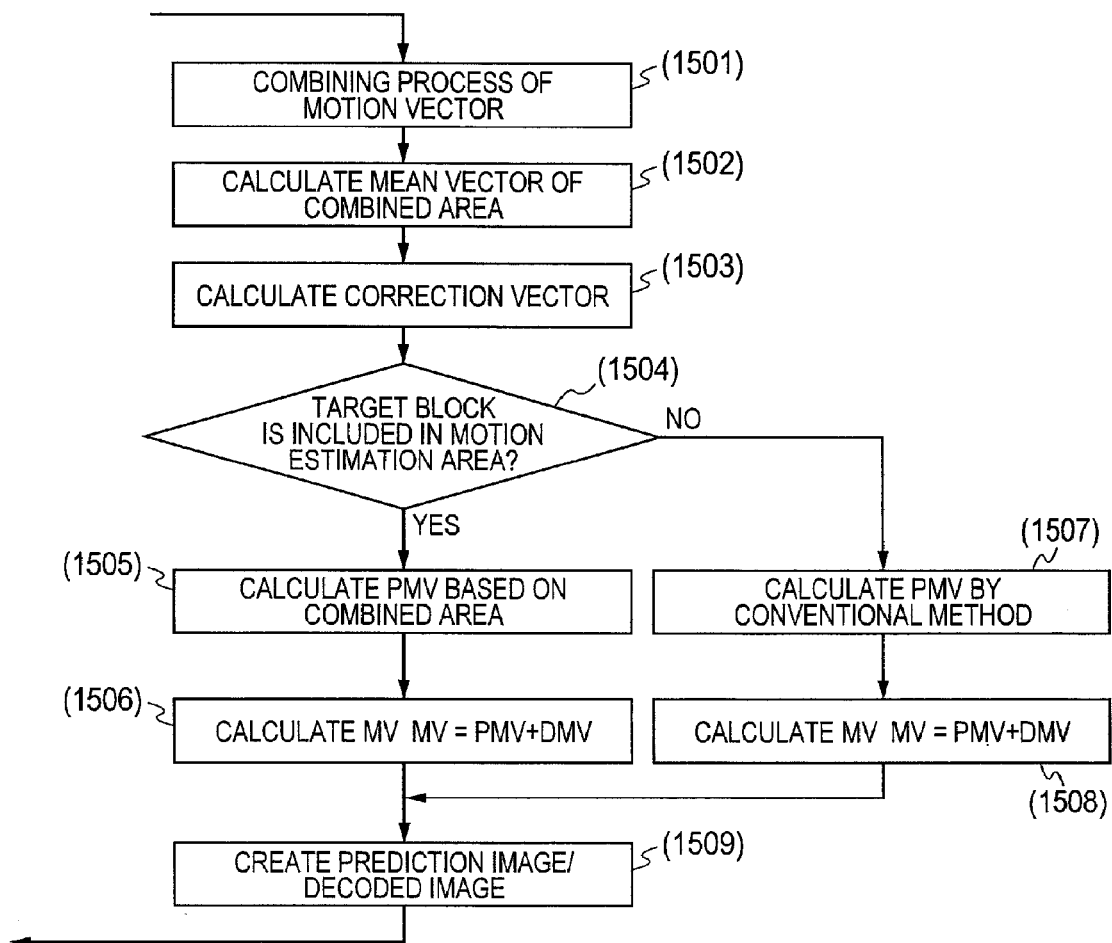 (1501)
COMBINING PROCESS OF
MOTION VECTOR
(1502)
CALCULATE MEAN VECTOR OF
COMBINED AREA
(1503)
CALCULATE CORRECTION VECTOR
(1504)
TARGET BLOCK
IS INCLUDED IN MOTION
ESTIMATION AREA?
NO
YES
(1505)
CALCULATE PMV BASED ON
COMBINED AREA
(1507)
CALCULATE PMV BY
CONVENTIONAL METHOD
(1506)
CALCULATE MV MV = PMV+DMV
CALCULATE MV MV = PMV+DMV
(1508)
(1509)
CREATE PREDICTION IMAGE/
DECODED IMAGE